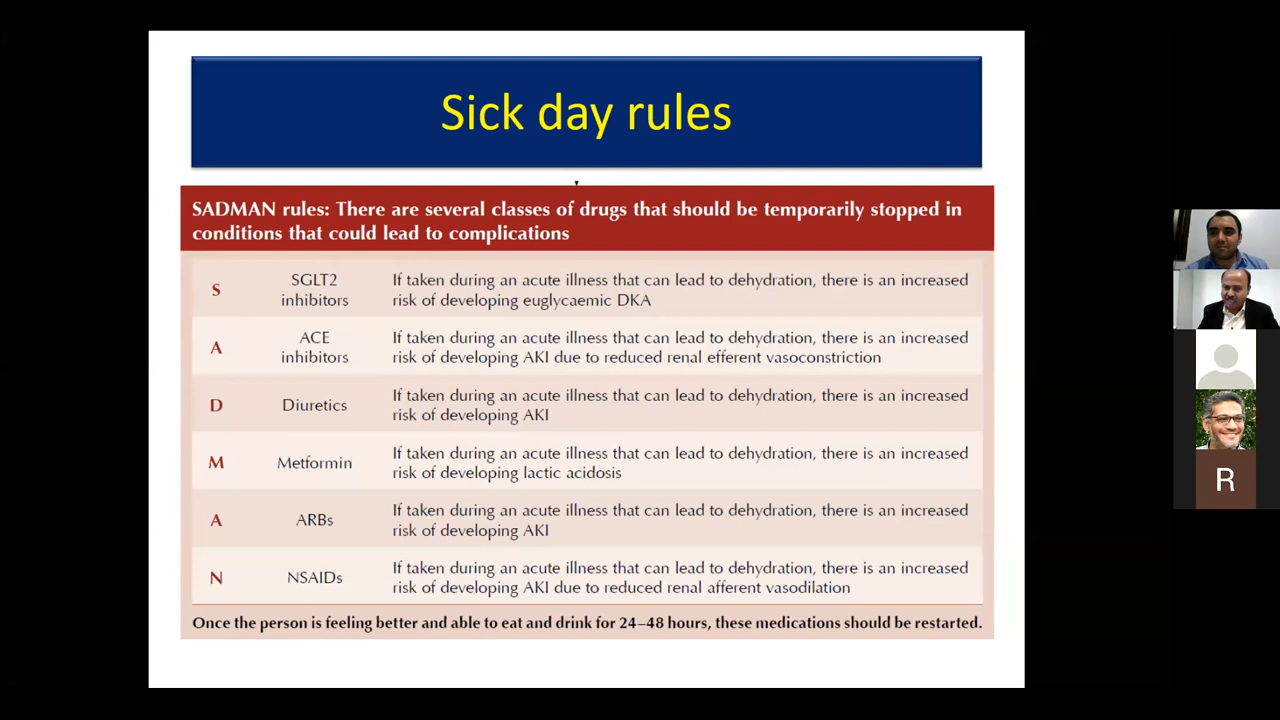 Sick day rules
SADMAN rules: There are several classes of drugs that should be temporarily stopped in
conditions that could lead to complications
S
SGLT2
inhibitors
If taken during an acute illness that can lead to dehydration, there is an increased
risk of developing euglycaemic DKA
A
ACE
inhibitors
If taken during an acute illness that can lead to dehydration, there is an increased
risk of developing AKI due to reduced renal efferent vasoconstriction
D
Diuretics
If taken during an acute illness that can lead to dehydration, there is an increased
risk of developing AKI
M
Metformin
If taken during an acute illness that can lead to dehydration, there is an increased
risk of developing lactic acidosis
A
ARBs
If taken during an acute illness that can lead to dehydration, there is an increased
risk of developing AKI
N
NSAIDs
If taken during an acute illness that can lead to dehydration, there is an increased
risk of developing AKI due to reduced renal afferent vasodilation
Once the person is feeling better and able to eat and drink for 24–48 hours, these medications should be restarted.
R